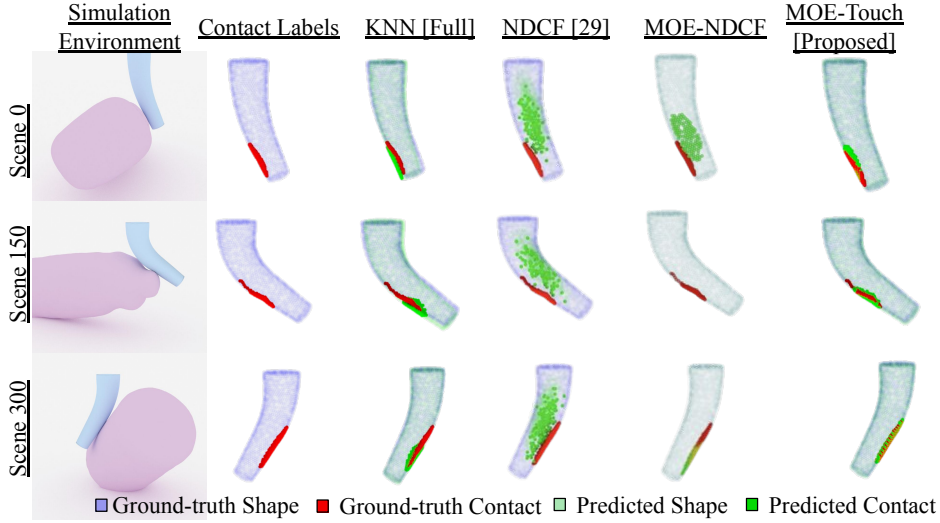 Simulation
Environment
Contact Labels
KNN [Full]
NDCF [29]
MOE-NDCF
MOE-Touch
[Proposed]
Scene 0
Scene 150
Scene 300
Ground-truth Shape
Ground-truth Contact
Predicted Shape
Predicted Contact